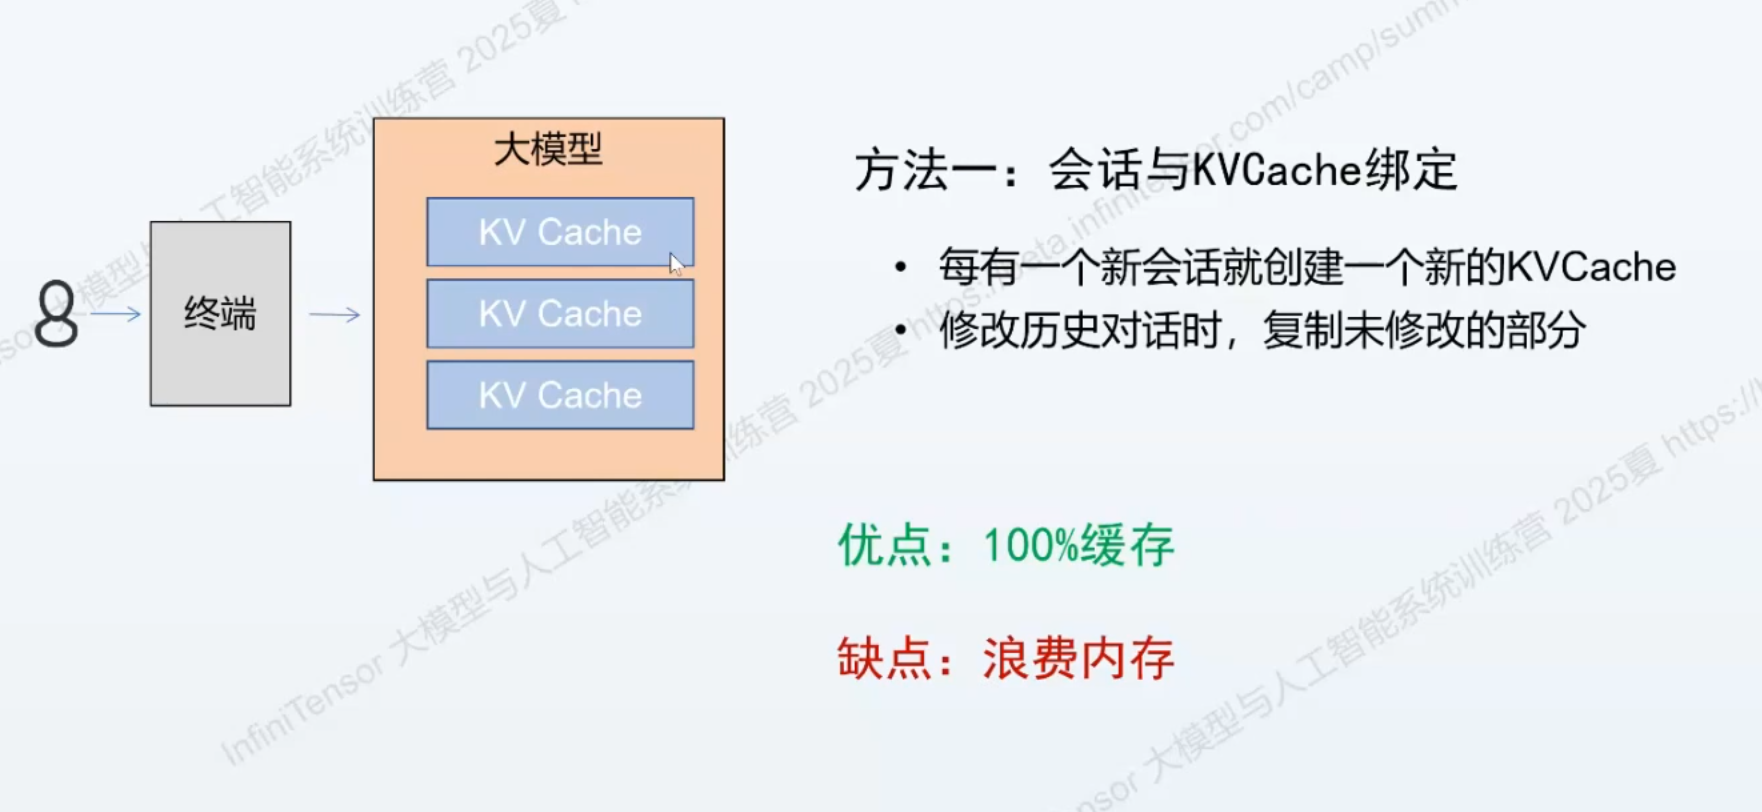 大模型
KV Cache
KV Cache
KV Cache
终端
方法一：会话与KVCache绑定
• 每有一个新会话就创建一个新的KVCache
• 修改历史对话时，复制未修改的部分
优点：100%缓存
缺点：浪费内存
InfiniTensor 大模型与人工智能系统训练营 2025夏 https://beta.infinitensor.com/camp/summ